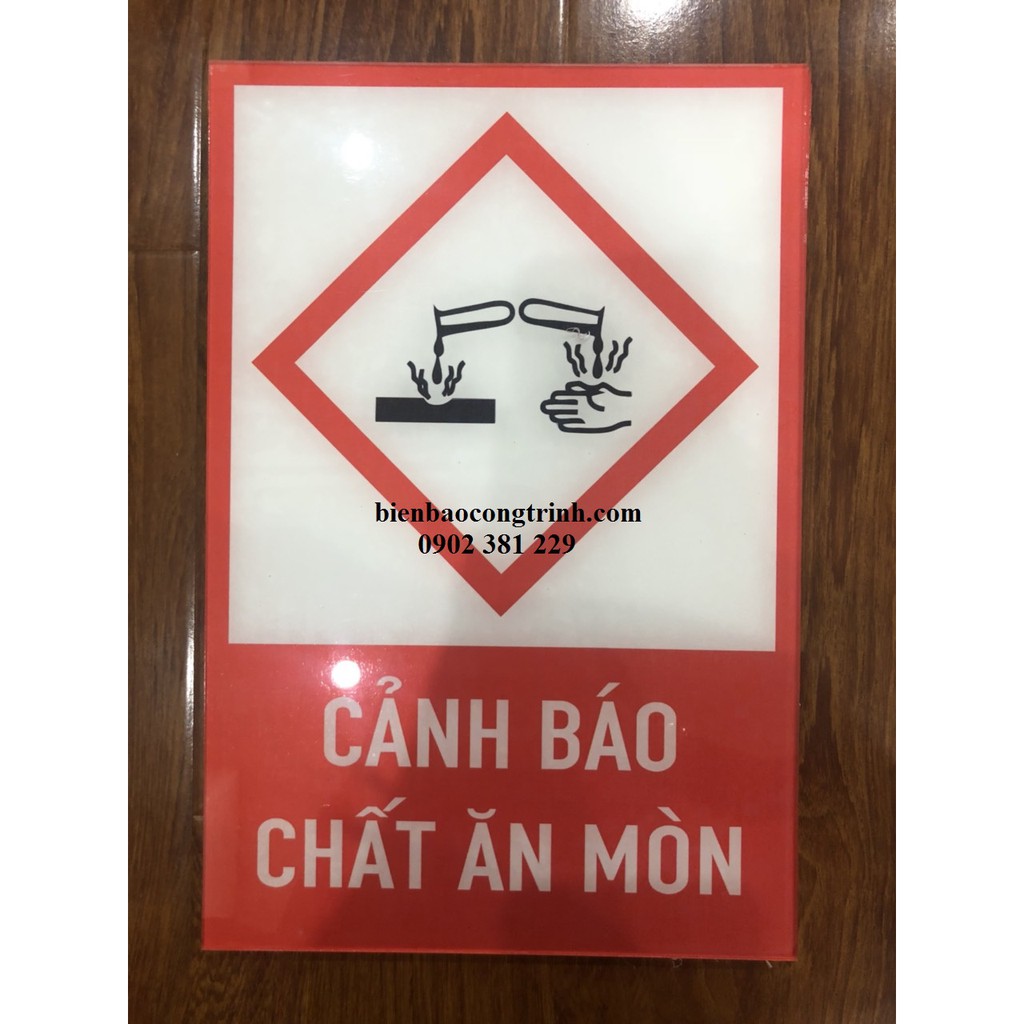 bienbaocongtrinh.com
0902 381 229
CẢNH BÁO
CHẤT ĂN MÒN